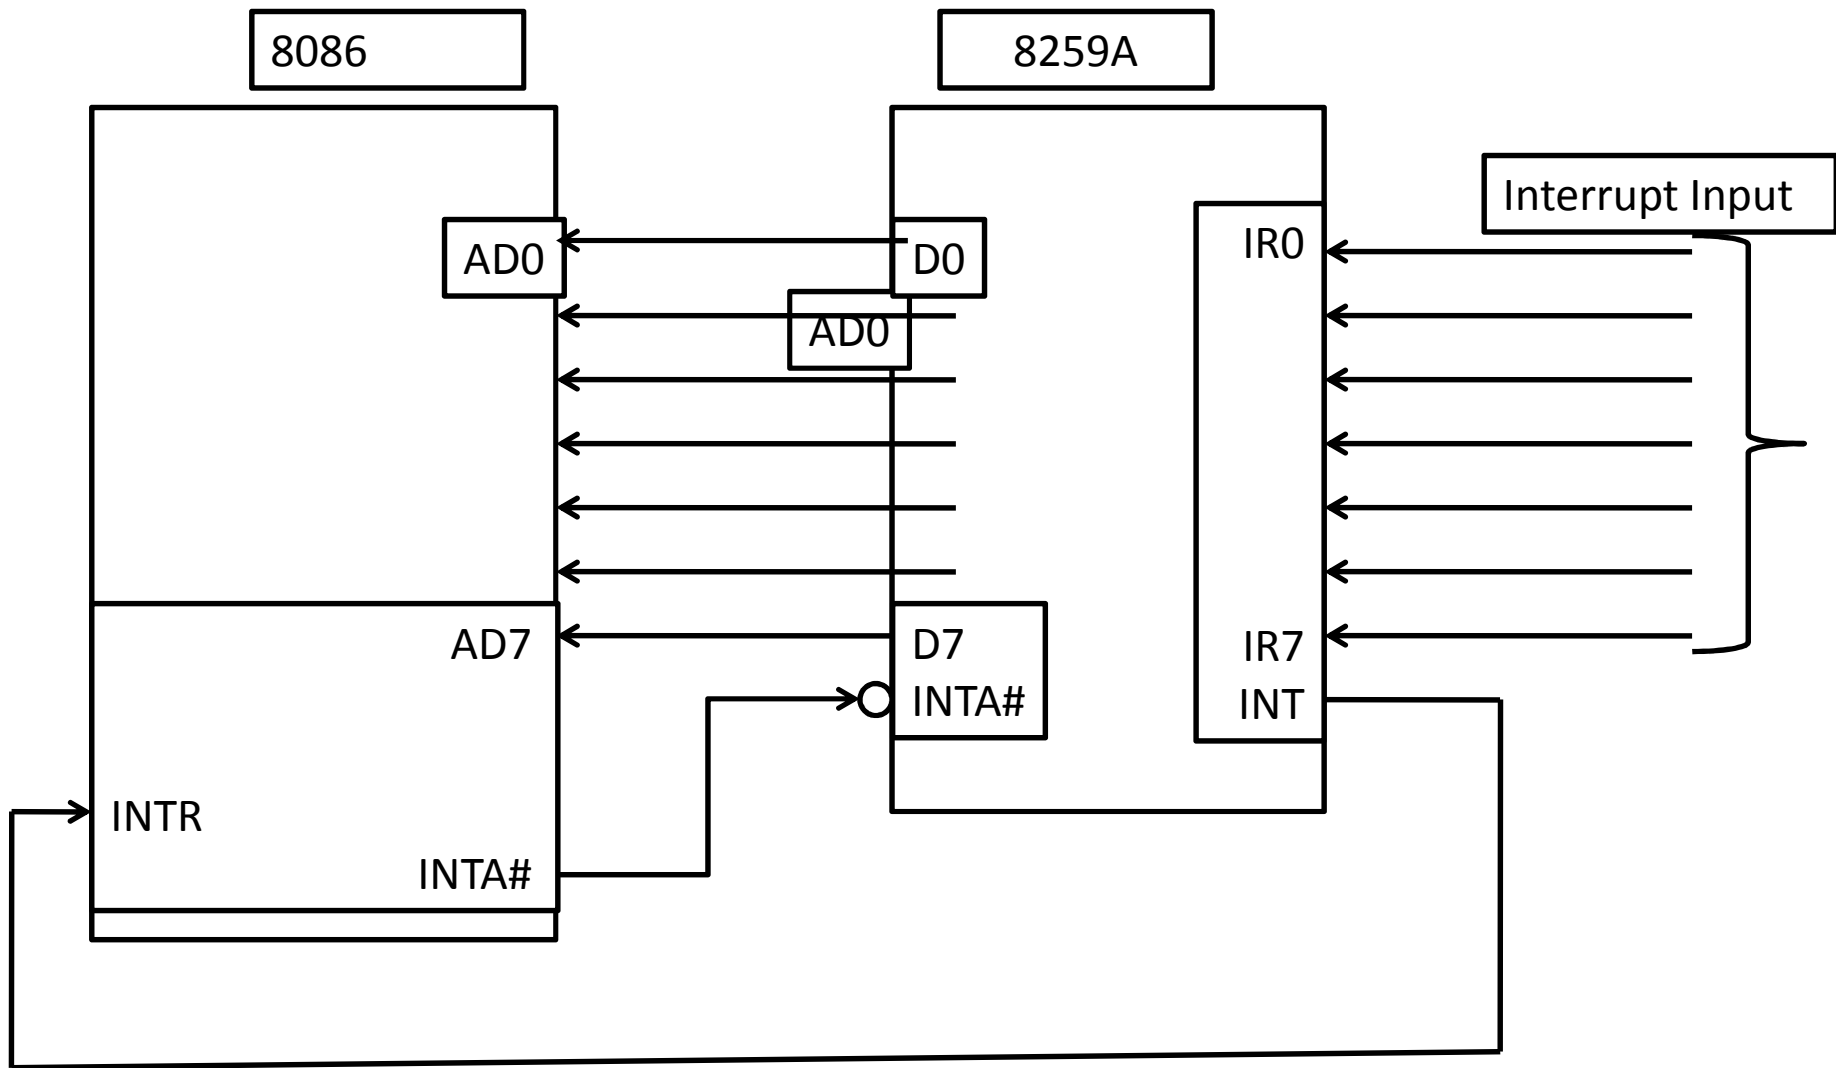 8086
8259A
Interrupt Input
AD0
D0
IR0
AD0
AD7
D7
IR7
INTA#
INT
INTR
INTA#